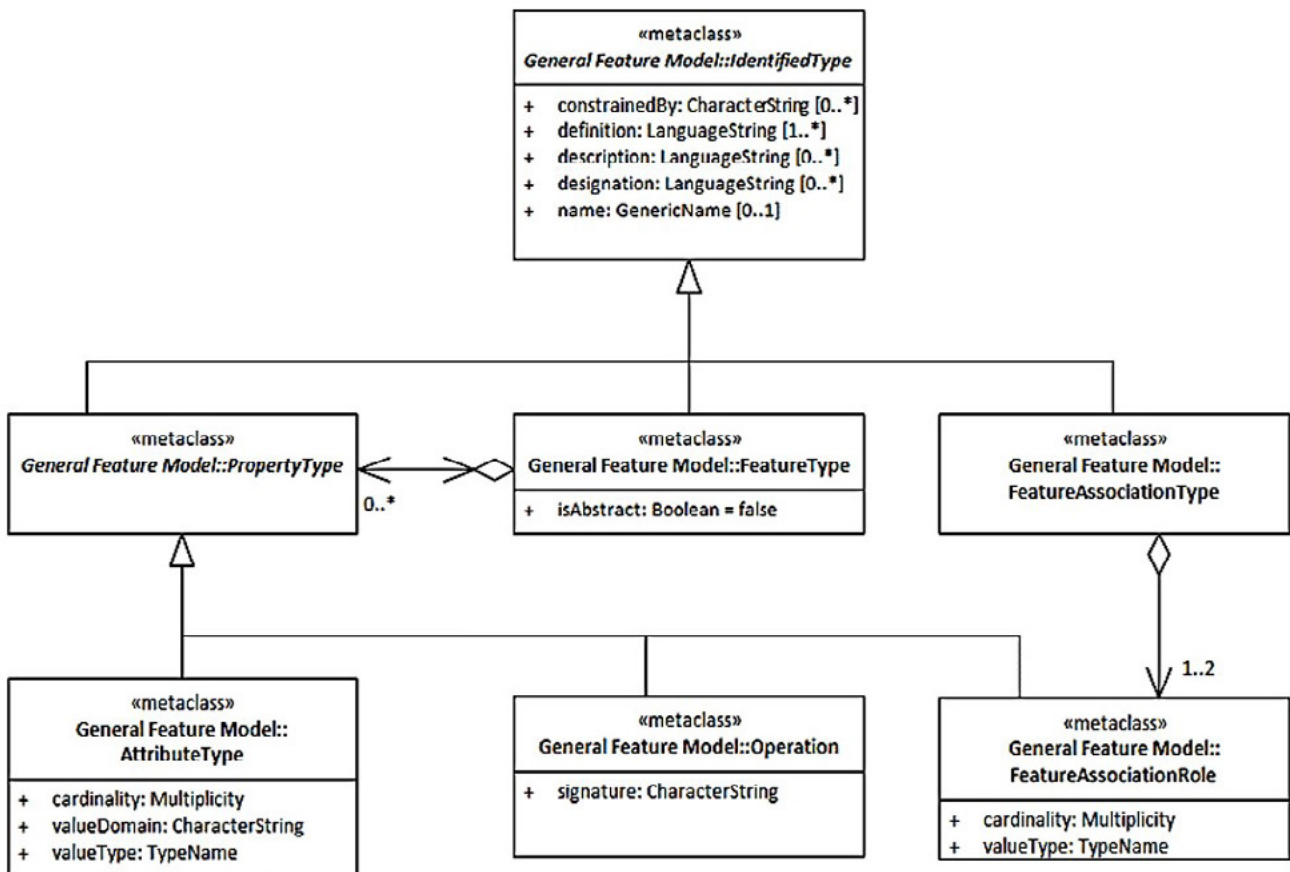 «metaclass»
General Feature Model::IdentifiedType
+ constrainedBy: CharacterString [0..*]
+ definition: LanguageString [1..*]
+ description: LanguageString [0..*]
+ designation: LanguageString [0..*]
+ name: GenericName [0..1]
«metaclass»
General Feature Model::PropertyType
0..*
«metaclass»
General Feature Model::FeatureType
+ isAbstract: Boolean = false
«metaclass»
General Feature Model::
FeatureAssociationType
1..2
«metaclass»
General Feature Model::
AttributeType
+ cardinality: Multiplicity
+ valueDomain: CharacterString
+ valueType: TypeName
«metaclass»
General Feature Model::Operation
+ signature: CharacterString
«metaclass»
General Feature Model::
FeatureAssociationRole
+ cardinality: Multiplicity
+ valueType: TypeName